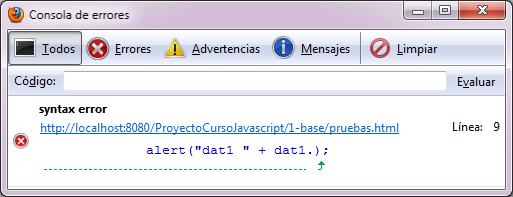 Consola de errores
Todos Errores Advertencias Mensajes Limpiar
Código: Evaluar
syntax error
http://localhost:8080/ProyectoCursoJavascript/1-base/pruebas.html Línea: 9
alert("dat1 " + dat1.);